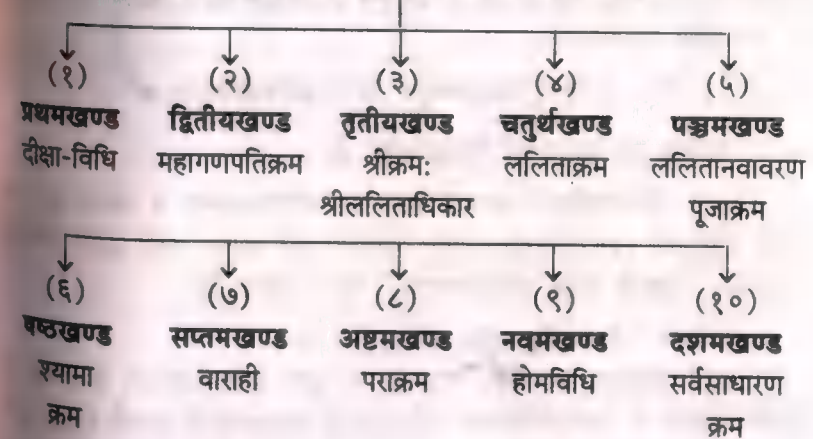 (१) (२) (३) (४) (५)
प्रथमखण्ड द्वितीयखण्ड तृतीयखण्ड चतुर्थखण्ड पञ्चमखण्ड
दीक्षा-विधि महागणपतिक्रम श्रीक्रम: ललिताक्रम ललितानवावरण
श्रीललिताधिकार पूजाक्रम
(६) (७) (८) (९) (१०)
षष्ठखण्ड सप्तमखण्ड अष्टमखण्ड नवमखण्ड दशमखण्ड
श्यामा वाराही पराक्रम होमविधि सर्वसाधारण
क्रम क्रम